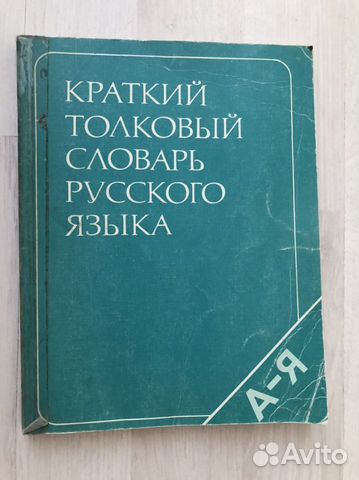 КРАТКИЙ
ТОЛКОВЫЙ
СЛОВАРЬ
РУССКОГО
ЯЗЫКА
А-Я
Avito